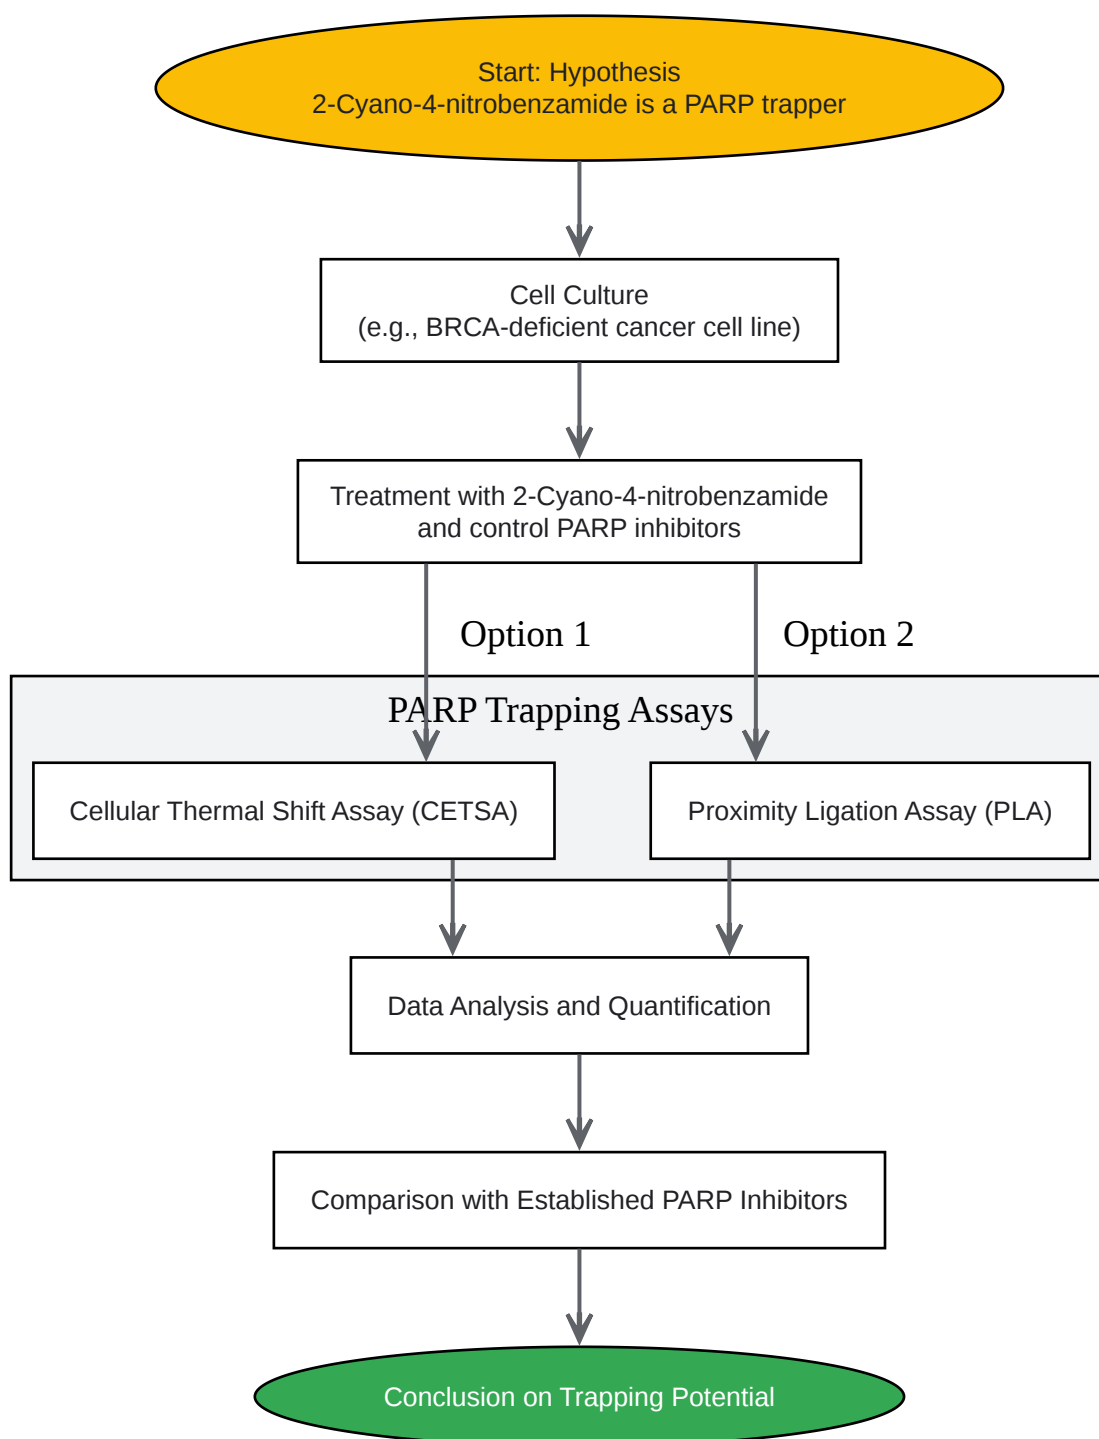 Start: Hypothesis
2-Cyano-4-nitrobenzamide is a PARP trapper
Cell Culture
(e.g., BRCA-deficient cancer cell line)
Treatment with 2-Cyano-4-nitrobenzamide
and control PARP inhibitors
Option 1
Option 2
PARP Trapping Assays
Cellular Thermal Shift Assay (CETSA)
Proximity Ligation Assay (PLA)
Data Analysis and Quantification
Comparison with Established PARP Inhibitors
Conclusion on Trapping Potential